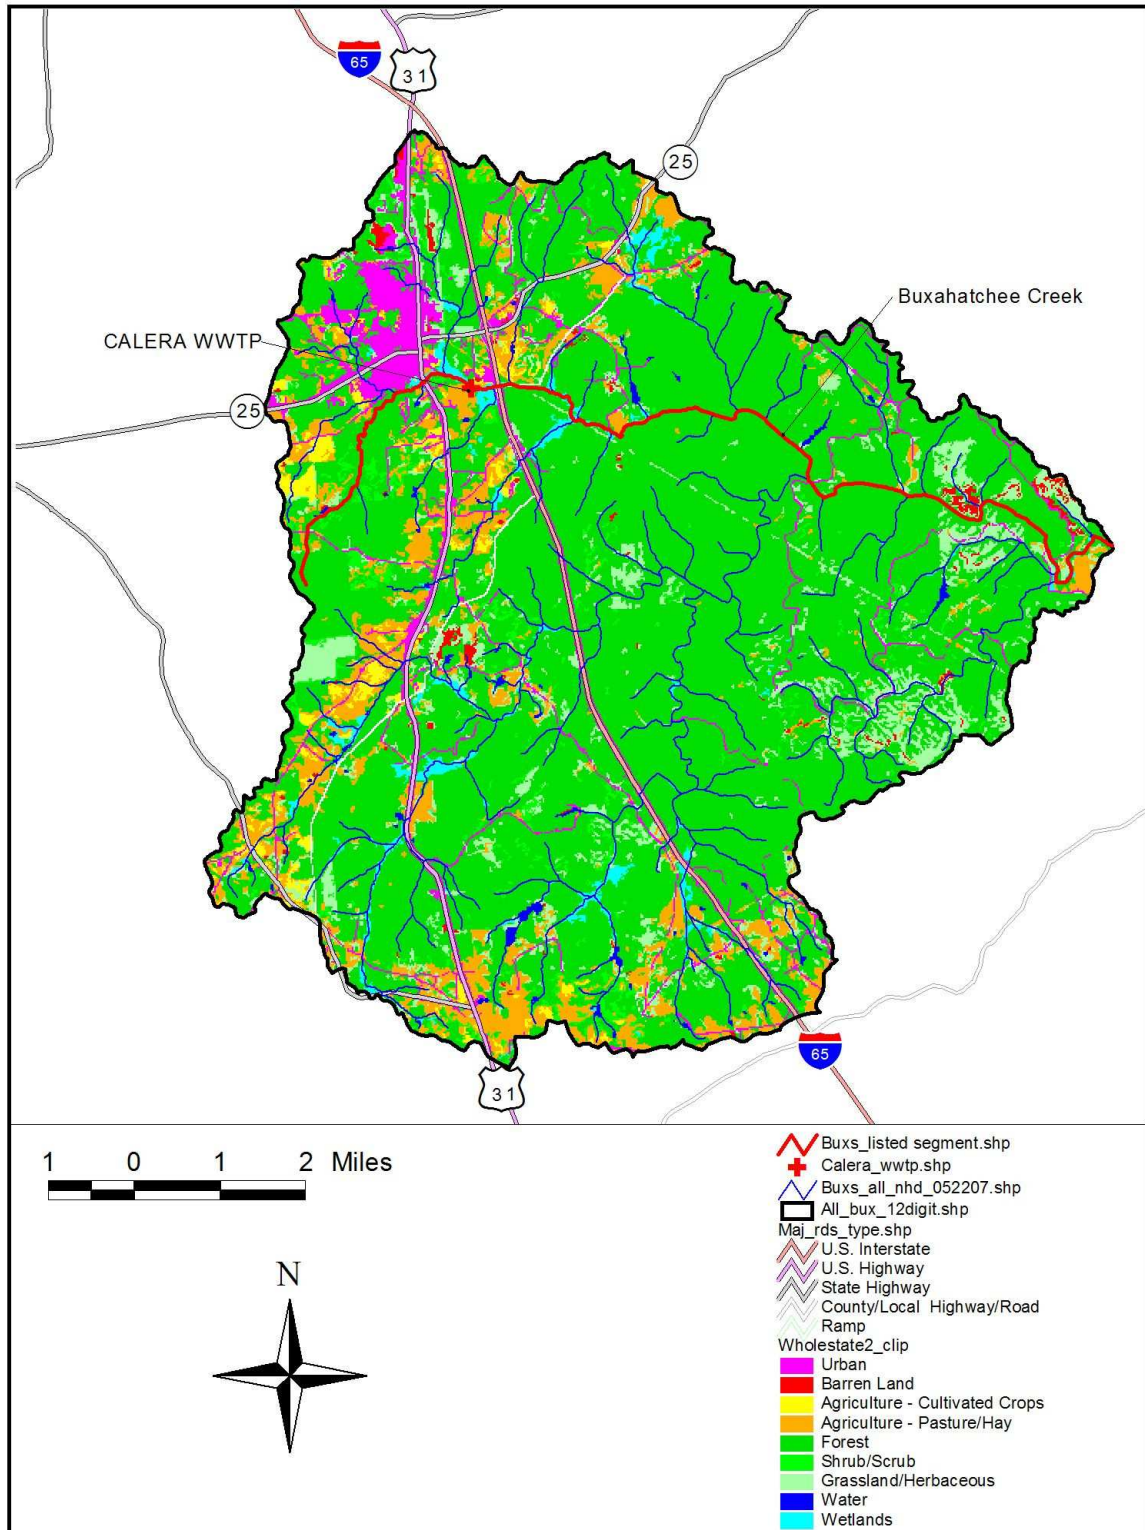 65
31
25
Buxahatchee Creek
CALERA WWTP
25
65
31
1 0 1 2 Miles
N
Buxs_listed segment.shp
Calera_wwtp.shp
Buxs_all_nhd_052207.shp
All_bux_12digit.shp
Maj_rds_type.shp
U.S. Interstate
U.S. Highway
State Highway
County/Local Highway/Road
Ramp
Wholestate2_clip
Urban
Barren Land
Agriculture - Cultivated Crops
Agriculture - Pasture/Hay
Forest
Shrub/Scrub
Grassland/Herbaceous
Water
Wetlands